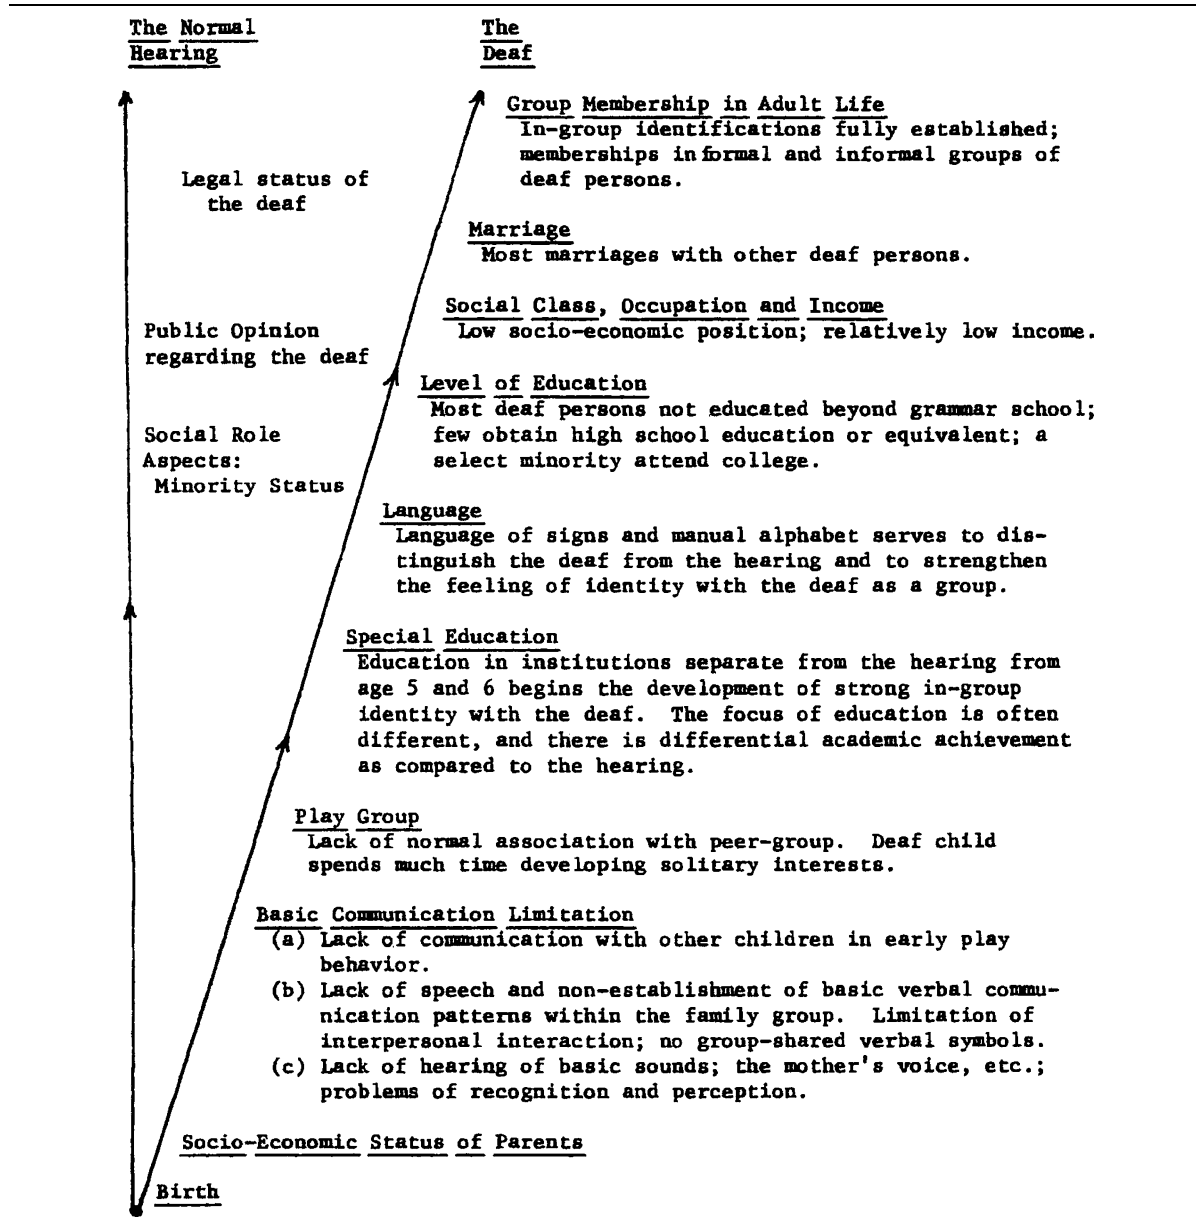 The Normal
Hearing
The
Deaf
Group Membership in Adult Life
In-group identifications fully established;
memberships in formal and informal groups of
deaf persons.
Legal status of
the deaf
Marriage
Most marriages with other deaf persons.
Social Class, Occupation and Income
Low socio-economic position; relatively low income.
Public Opinion
regarding the deaf
Level of Education
Most deaf persons not educated beyond grammar school;
few obtain high school education or equivalent; a
select minority attend college.
Social Role
Aspects:
Minority Status
Language
Language of signs and manual alphabet serves to dis-
tinguish the deaf from the hearing and to strengthen
the feeling of identity with the deaf as a group.
Special Education
Education in institutions separate from the hearing from
age 5 and 6 begins the development of strong in-group
identity with the deaf. The focus of education is often
different, and there is differential academic achievement
as compared to the hearing.
Play Group
Lack of normal association with peer-group. Deaf child
spends much time developing solitary interests.
Basic Communication Limitation
(a) Lack of communication with other children in early play
behavior.
(b) Lack of speech and non-establishment of basic verbal commu-
nication patterns within the family group. Limitation of
interpersonal interaction; no group-shared verbal symbols.
(c) Lack of hearing of basic sounds; the mother's voice, etc.;
problems of recognition and perception.
Socio-Economic Status of Parents
Birth